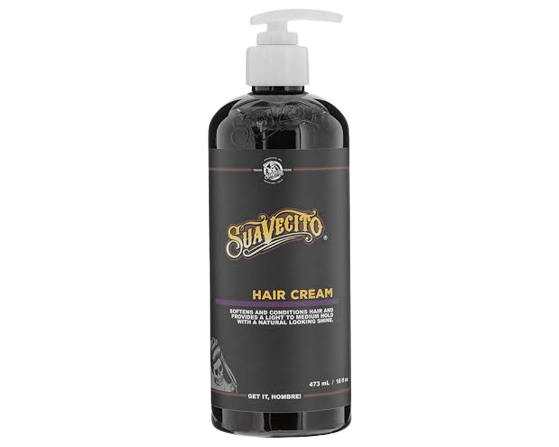 SUAVECITO®
HAIR CREAM
SOFTENS AND CONDITIONS HAIR AND
PROVIDES A LIGHT TO MEDIUM HOLD
WITH A NATURAL LOOKING SHINE.
473 mL / 16 fl oz
GET IT, HOMBRE!